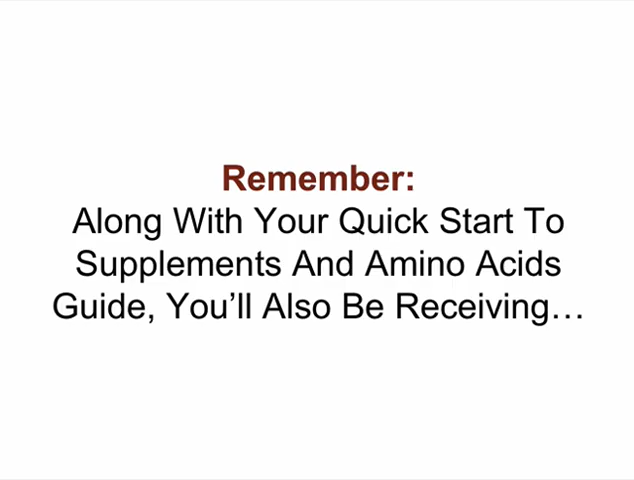 Remember:
Along With Your Quick Start To
Supplements And Amino Acids
Guide, You’ll Also Be Receiving…